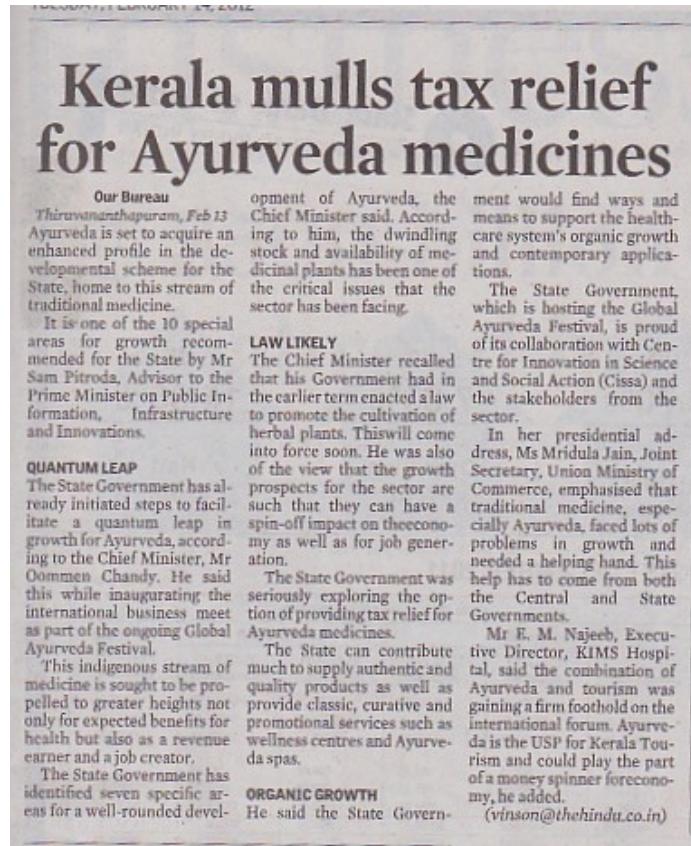 TUESDAY, FEBRUARY 14, 2012
Kerala mulls tax relief
for Ayurveda medicines
Our Bureau
Thiruvananthapuram, Feb 13
Ayurveda is set to acquire an
enhanced profile in the de-
velopmental scheme for the
State, home to this stream of
traditional medicine.
It is one of the 10 special
areas for growth recom-
mended for the State by Mr
Sam Pitroda, Advisor to the
Prime Minister on Public In-
formation, Infrastructure
and Innovations.
QUANTUM LEAP
The State Government has al-
ready initiated steps to facil-
itate a quantum leap in
growth for Ayurveda, accord-
ing to the Chief Minister, Mr
Oommen Chandy. He said
this while inaugurating the
international business meet
as part of the ongoing Global
Ayurveda Festival.
This indigenous stream of
medicine is sought to be pro-
pelled to greater heights not
only for expected benefits for
health but also as a revenue
earner and a job creator.
The State Government has
identified seven specific ar-
eas for a well-rounded devel-
opment of Ayurveda, the
Chief Minister said. Accord-
ing to him, the dwindling
stock and availability of me-
dicinal plants has been one of
the critical issues that the
sector has been facing.
LAW LIKELY
The Chief Minister recalled
that his Government had in
the earlier term enacted a law
to promote the cultivation of
herbal plants. Thiswill come
into force soon. He was also
of the view that the growth
prospects for the sector are
such that they can have a
spin-off impact on theecono-
my as well as for job gener-
ation.
The State Government was
seriously exploring the op-
tion of providing tax relief for
Ayurveda medicines.
The State can contribute
much to supply authentic and
quality products as well as
provide classic, curative and
promotional services such as
wellness centres and Ayurve-
da spas.
ORGANIC GROWTH
He said the State Govern-
ment would find ways and
means to support the health-
care system's organic growth
and contemporary applica-
tions.
The State Government,
which is hosting the Global
Ayurveda Festival, is proud
of its collaboration with Cen-
tre for Innovation in Science
and Social Action (Cissa) and
the stakeholders from the
sector.
In her presidential ad-
dress, Ms Mridula Jain, Joint
Secretary, Union Ministry of
Commerce, emphasised that
traditional medicine, espe-
cially Ayurveda, faced lots of
problems in growth and
needed a helping hand. This
help has to come from both
the Central and State
Governments.
Mr E. M. Najeeb, Execu-
tive Director, KIMS Hospi-
tal, said the combination of
Ayurveda and tourism was
gaining a firm foothold on the
international forum. Ayurve-
da is the USP for Kerala Tou-
rism and could play the part
of a money spinner forecono-
my, he added.
(vinson@thehindu.co.in)